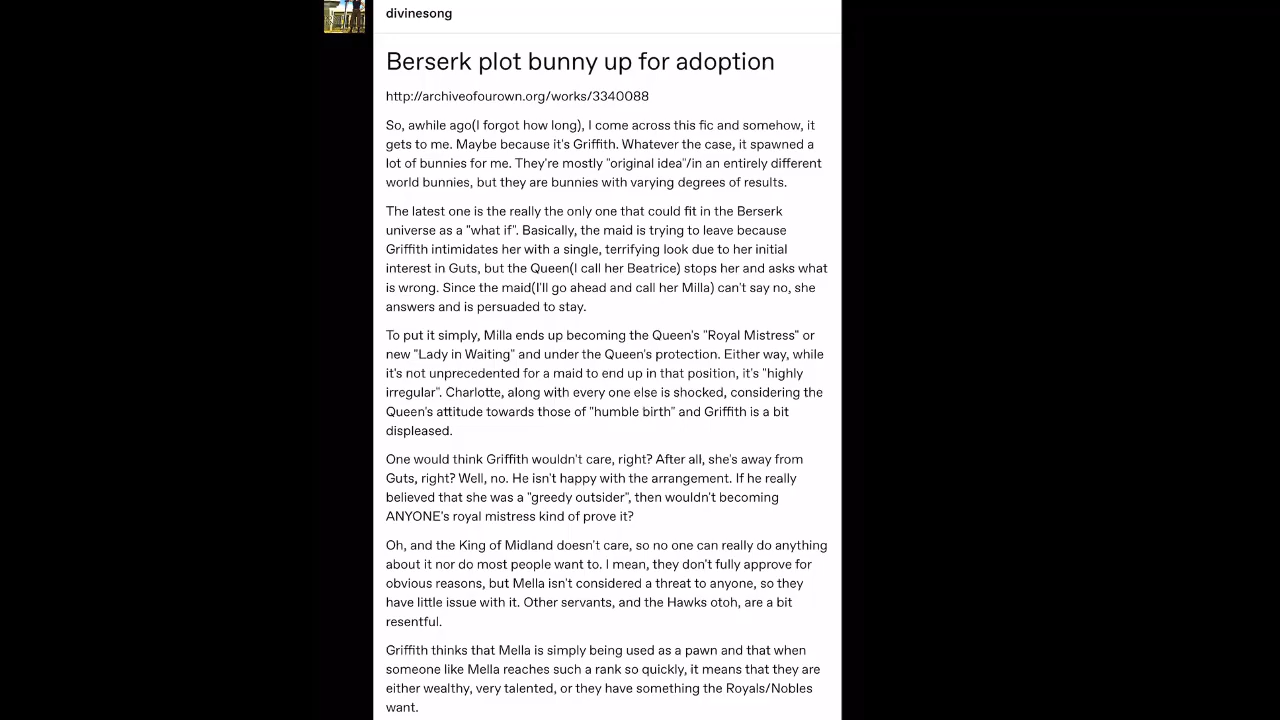 divinesong
Berserk plot bunny up for adoption
http://archiveofourown.org/works/3340088
So, awhile ago(I forgot how long), I come across this fic and somehow, it
gets to me. Maybe because it's Griffith. Whatever the case, it spawned a
lot of bunnies for me. They're mostly "original idea"/in an entirely different
world bunnies, but they are bunnies with varying degrees of results.
The latest one is the really the only one that could fit in the Berserk
universe as a "what if". Basically, the maid is trying to leave because
Griffith intimidates her with a single, terrifying look due to her initial
interest in Guts, but the Queen(I call her Beatrice) stops her and asks what
is wrong. Since the maid(I'll go ahead and call her Milla) can't say no, she
answers and is persuaded to stay.
To put it simply, Milla ends up becoming the Queen's "Royal Mistress" or
new "Lady in Waiting" and under the Queen's protection. Either way, while
it's not unprecedented for a maid to end up in that position, it's "highly
irregular". Charlotte, along with every one else is shocked, considering the
Queen's attitude towards those of "humble birth" and Griffith is a bit
displeased.
One would think Griffith wouldn't care, right? After all, she's away from
Guts, right? Well, no. He isn't happy with the arrangement. If he really
believed that she was a "greedy outsider", then wouldn't becoming
ANYONE's royal mistress kind of prove it?
Oh, and the King of Midland doesn't care, so no one can really do anything
about it nor do most people want to. I mean, they don't fully approve for
obvious reasons, but Mella isn't considered a threat to anyone, so they
have little issue with it. Other servants, and the Hawks otoh, are a bit
resentful.
Griffith thinks that Mella is simply being used as a pawn and that when
someone like Mella reaches such a rank so quickly, it means that they are
either wealthy, very talented, or they have something the Royals/Nobles
want.